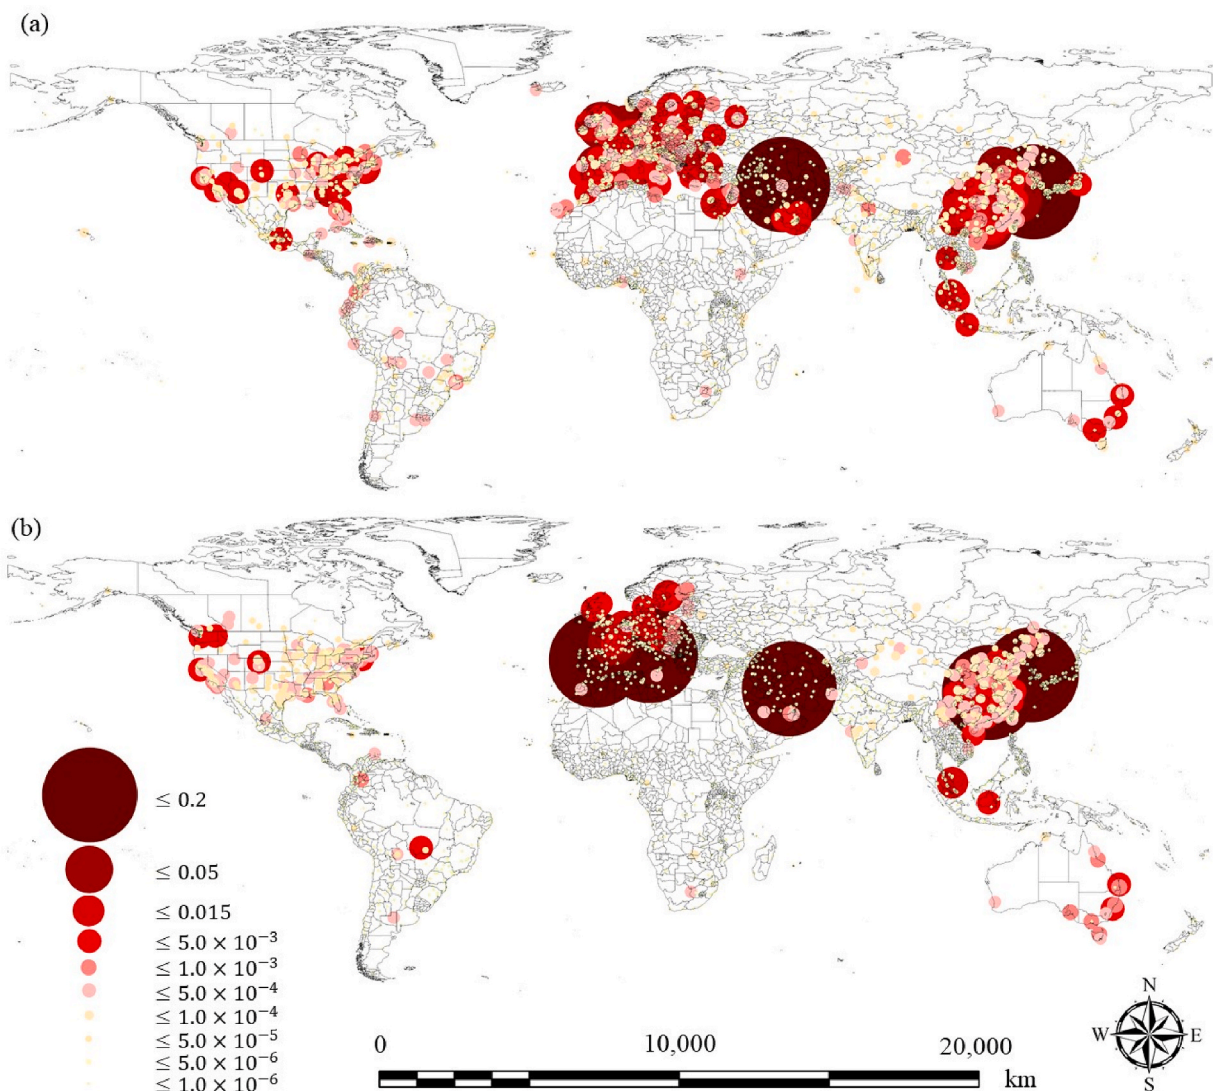 (a)
(b)
≤ 0.2
≤ 0.05
≤ 0.015
≤ 5.0 × 10⁻³
≤ 1.0 × 10⁻³
≤ 5.0 × 10⁻⁴
≤ 1.0 × 10⁻⁴
≤ 5.0 × 10⁻⁵
≤ 5.0 × 10⁻⁶
≤ 1.0 × 10⁻⁶
0 10,000 20,000
km
N
W E
S